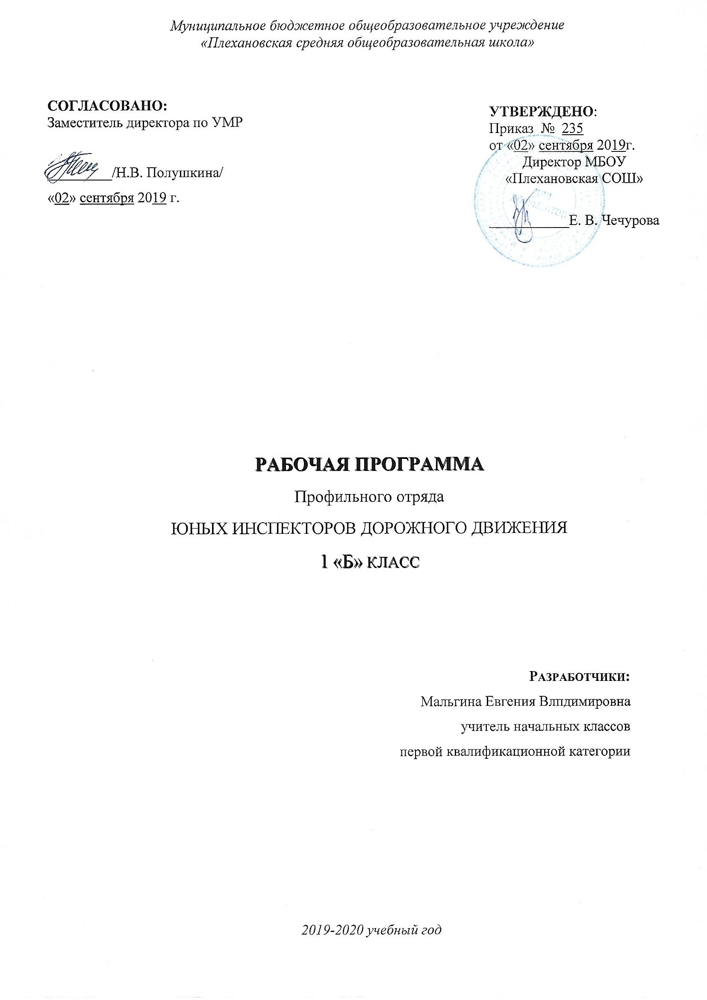 Муниципальное бюджетное общеобразовательное учреждение
«Плехановская средняя общеобразовательная школа»
СОГЛАСОВАНО:
Заместитель директора по УМР
/Н.В. Полушкина/
«02» сентября 2019 г.
УТВЕРЖДЕНО:
Приказ № 235
от «02» сентября 2019г.
Директор МБОУ
«Плехановская СОШ»
Е. В. Чечурова
РАБОЧАЯ ПРОГРАММА
Профильного отряда
ЮНЫХ ИНСПЕКТОРОВ ДОРОЖНОГО ДВИЖЕНИЯ
1 «Б» КЛАСС
РАЗРАБОТЧИКИ:
Мальгина Евгения Влпдимировна
учитель начальных классов
первой квалификационной категории
2019-2020 учебный год